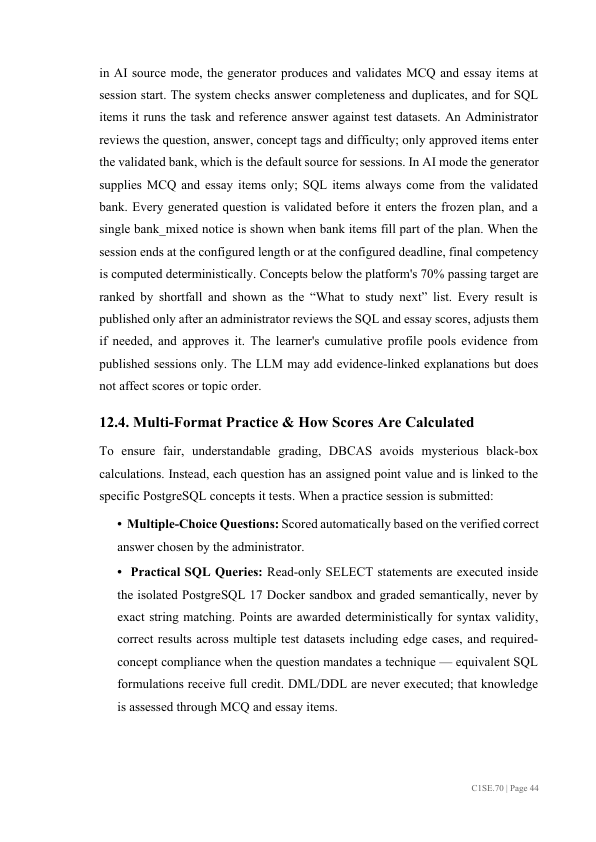 in AI source mode, the generator produces and validates MCQ and essay items at
session start. The system checks answer completeness and duplicates, and for SQL
items it runs the task and reference answer against test datasets. An Administrator
reviews the question, answer, concept tags and difficulty; only approved items enter
the validated bank, which is the default source for sessions. In AI mode the generator
supplies MCQ and essay items only; SQL items always come from the validated
bank. Every generated question is validated before it enters the frozen plan, and a
single bank_mixed notice is shown when bank items fill part of the plan. When the
session ends at the configured length or at the configured deadline, final competency
is computed deterministically. Concepts below the platform's 70% passing target are
ranked by shortfall and shown as the “What to study next” list. Every result is
published only after an administrator reviews the SQL and essay scores, adjusts them
if needed, and approves it. The learner's cumulative profile pools evidence from
published sessions only. The LLM may add evidence-linked explanations but does
not affect scores or topic order.
12.4. Multi-Format Practice & How Scores Are Calculated
To ensure fair, understandable grading, DBCAS avoids mysterious black-box
calculations. Instead, each question has an assigned point value and is linked to the
specific PostgreSQL concepts it tests. When a practice session is submitted:
• Multiple-Choice Questions: Scored automatically based on the verified correct
answer chosen by the administrator.
• Practical SQL Queries: Read-only SELECT statements are executed inside
the isolated PostgreSQL 17 Docker sandbox and graded semantically, never by
exact string matching. Points are awarded deterministically for syntax validity,
correct results across multiple test datasets including edge cases, and required-
concept compliance when the question mandates a technique — equivalent SQL
formulations receive full credit. DML/DDL are never executed; that knowledge
is assessed through MCQ and essay items.
C1SE.70 | Page 44